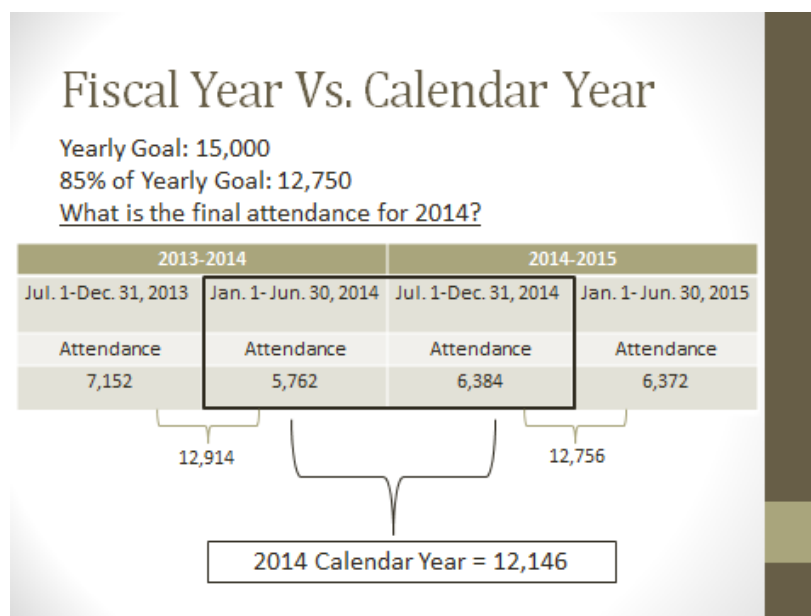 Fiscal Year Vs. Calendar Year
Yearly Goal: 15,000
85% of Yearly Goal: 12,750
What is the final attendance for 2014?
2013-2014 2014-2015
Jul. 1-Dec. 31, 2013 Jan. 1- Jun. 30, 2014 Jul. 1-Dec. 31, 2014 Jan. 1- Jun. 30, 2015
Attendance Attendance Attendance Attendance
7,152 5,762 6,384 6,372
12,914 12,756
2014 Calendar Year = 12,146